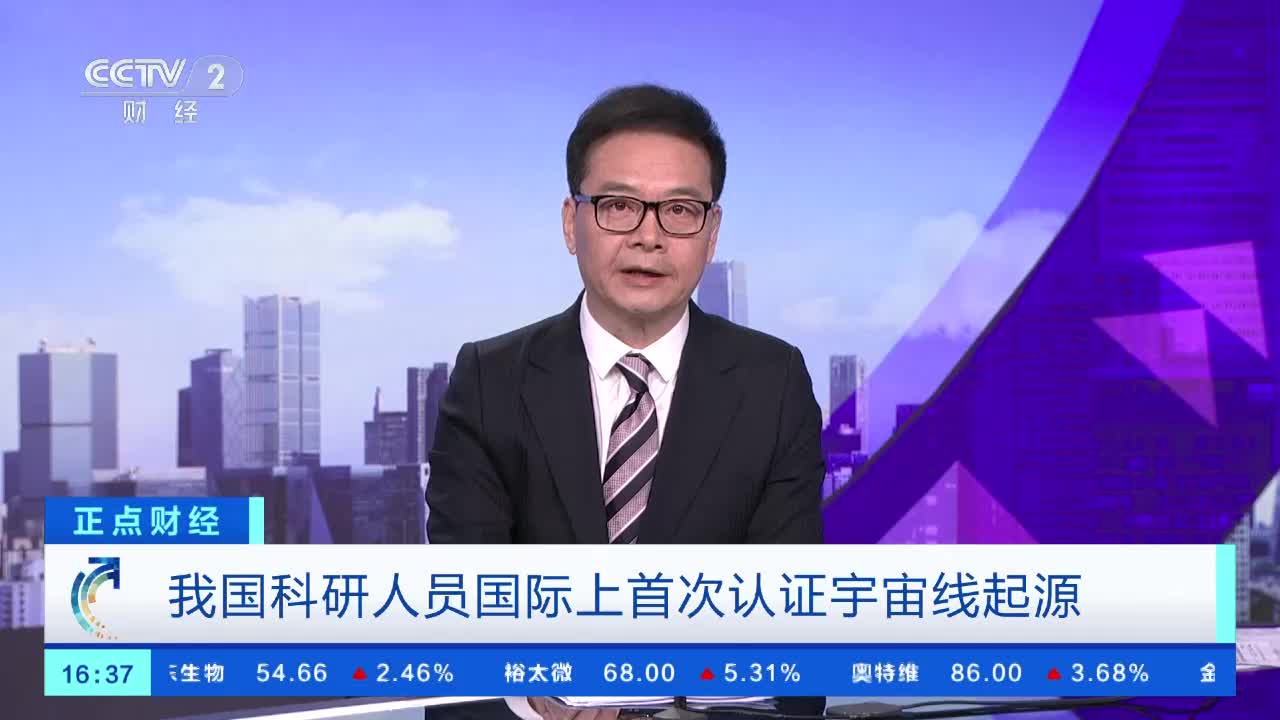 CCTV 2
财 经
正点财经
我国科研人员国际上首次认证宇宙线起源
16:37 生物 54.66 ▲ 2.46% 裕太微 68.00 ▲ 5.31% 奥特维 86.00 ▲ 3.68% 金